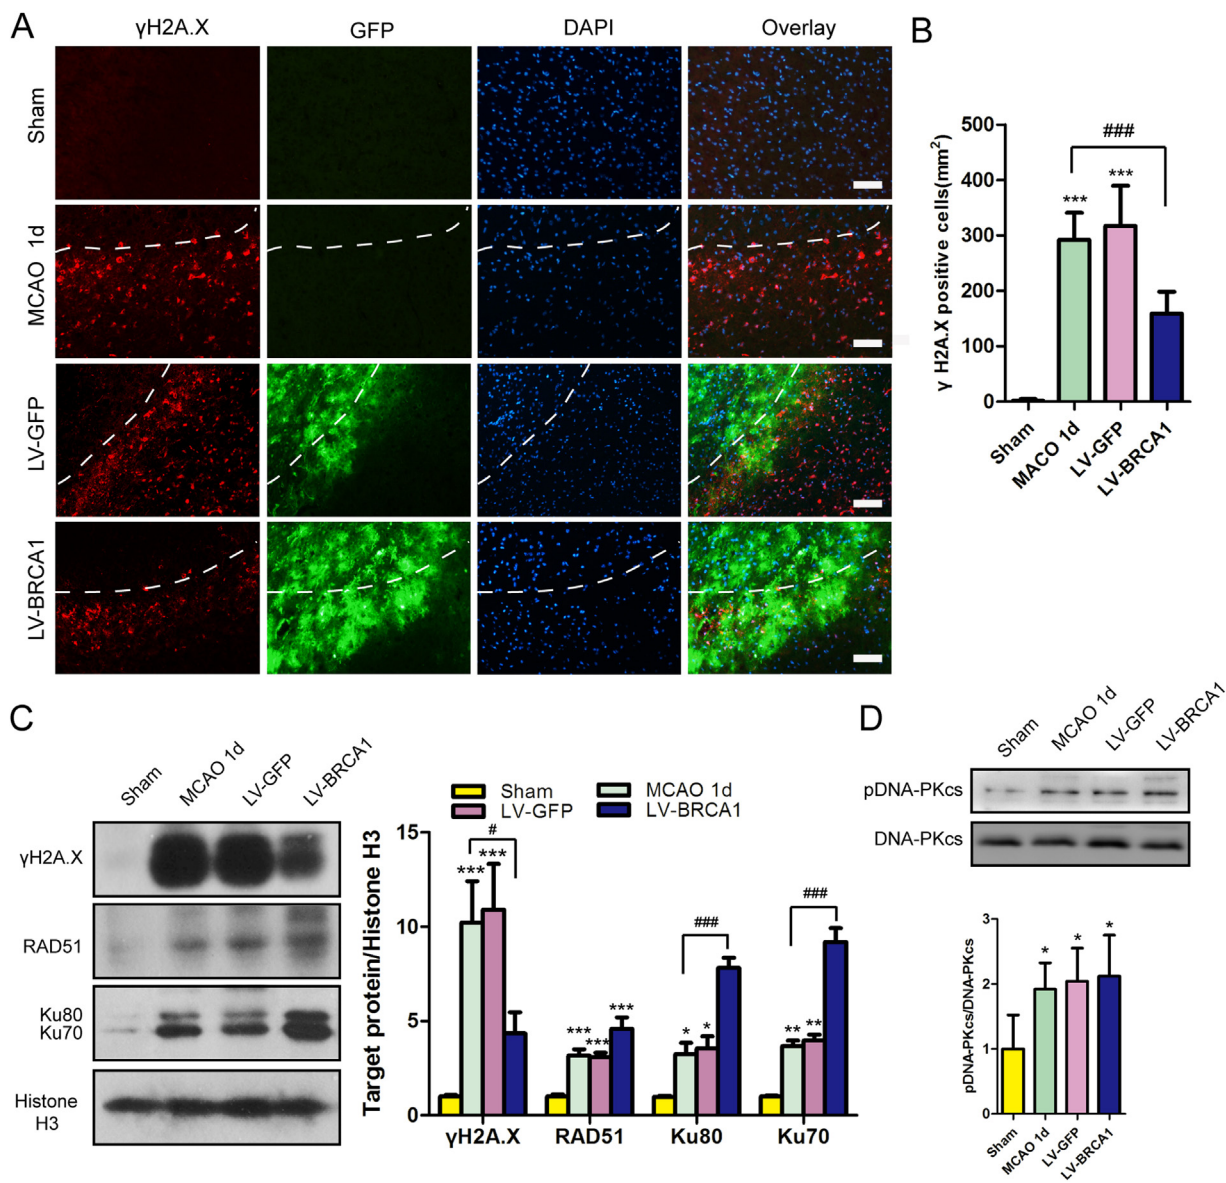 A
γH2A.X
GFP
DAPI
Overlay
Sham
MCAO 1d
LV-GFP
LV-BRCA1
B
γ H2A.X positive cells(mm²)
500
400
300
200
100
0
###
***
***
Sham
MACO 1d
LV-GFP
LV-BRCA1
C
Sham
MCAO 1d
LV-GFP
LV-BRCA1
γH2A.X
RAD51
Ku80
Ku70
Histone
H3
Sham
MCAO 1d
LV-GFP
LV-BRCA1
Target protein/Histone H3
15
10
5
0
#
***
***
***
***
***
###
*
*
###
**
**
γH2A.X
RAD51
Ku80
Ku70
D
Sham
MCAO 1d
LV-GFP
LV-BRCA1
pDNA-PKcs
DNA-PKcs
pDNA-PKcs/DNA-PKcs
3
2
1
0
*
*
*
Sham
MCAO 1d
LV-GFP
LV-BRCA1